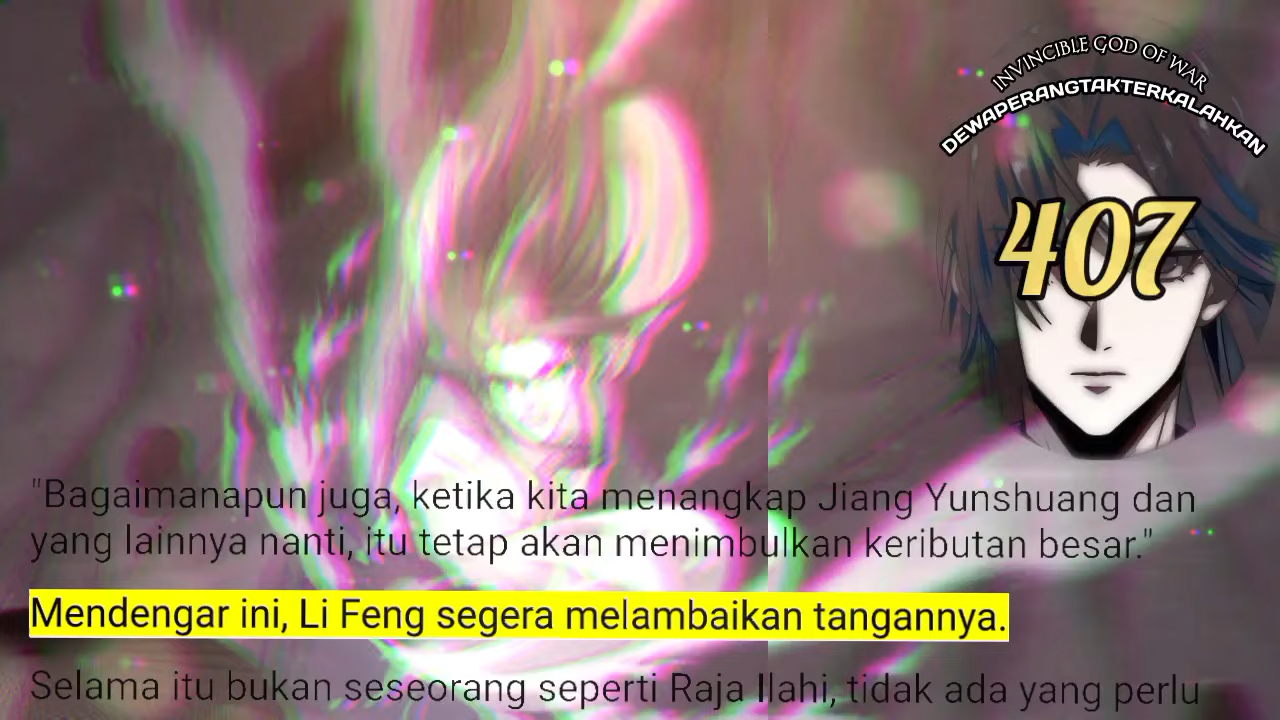 INVINCIBLE GOD OF WAR
DEWAPERANGTAKTERKALAHKAN
407
"Bagaimanapun juga, ketika kita menangkap Jiang Yunshuang dan
yang lainnya nanti, itu tetap akan menimbulkan keributan besar."
Mendengar ini, Li Feng segera melambaikan tangannya.
Selama itu bukan seseorang seperti Raja Ilahi, tidak ada yang perlu